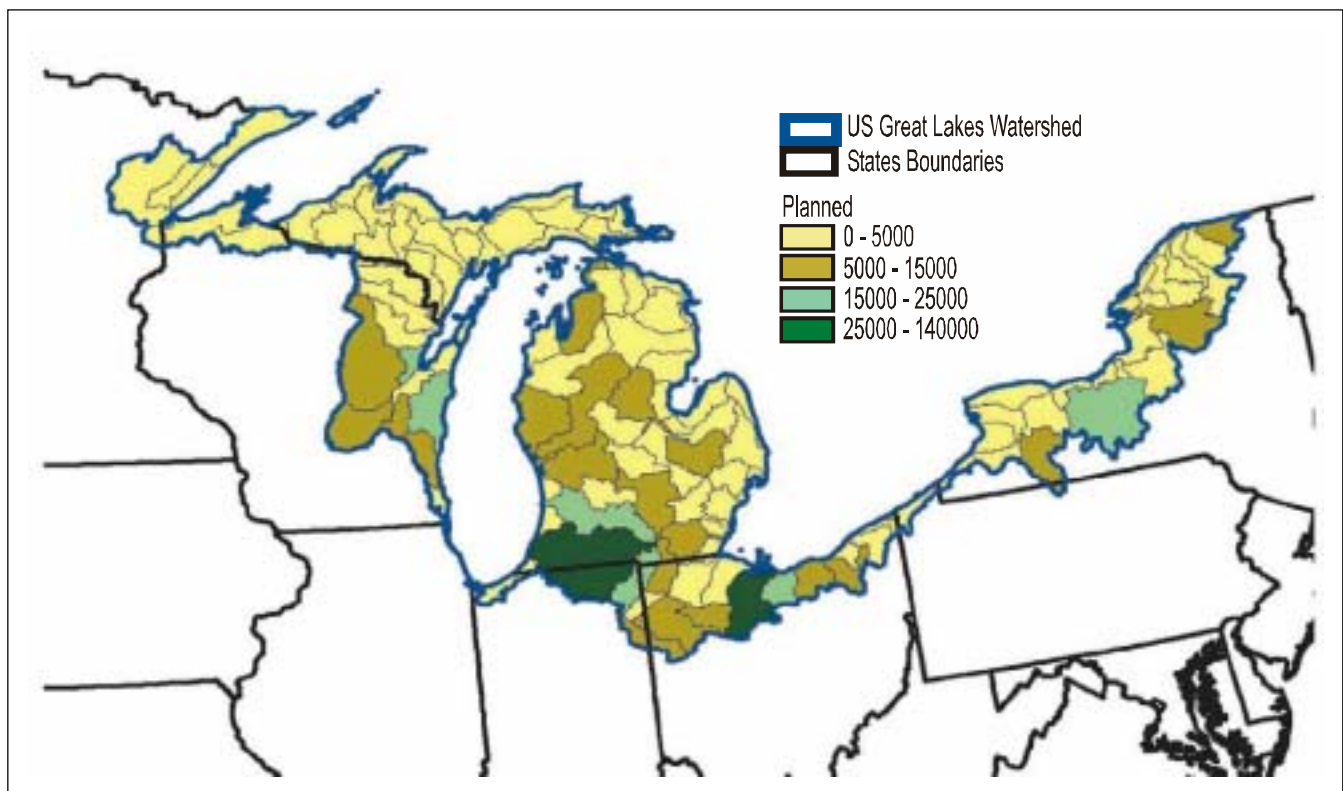 US Great Lakes Watershed
States Boundaries
Planned
0 - 5000
5000 - 15000
15000 - 25000
25000 - 140000